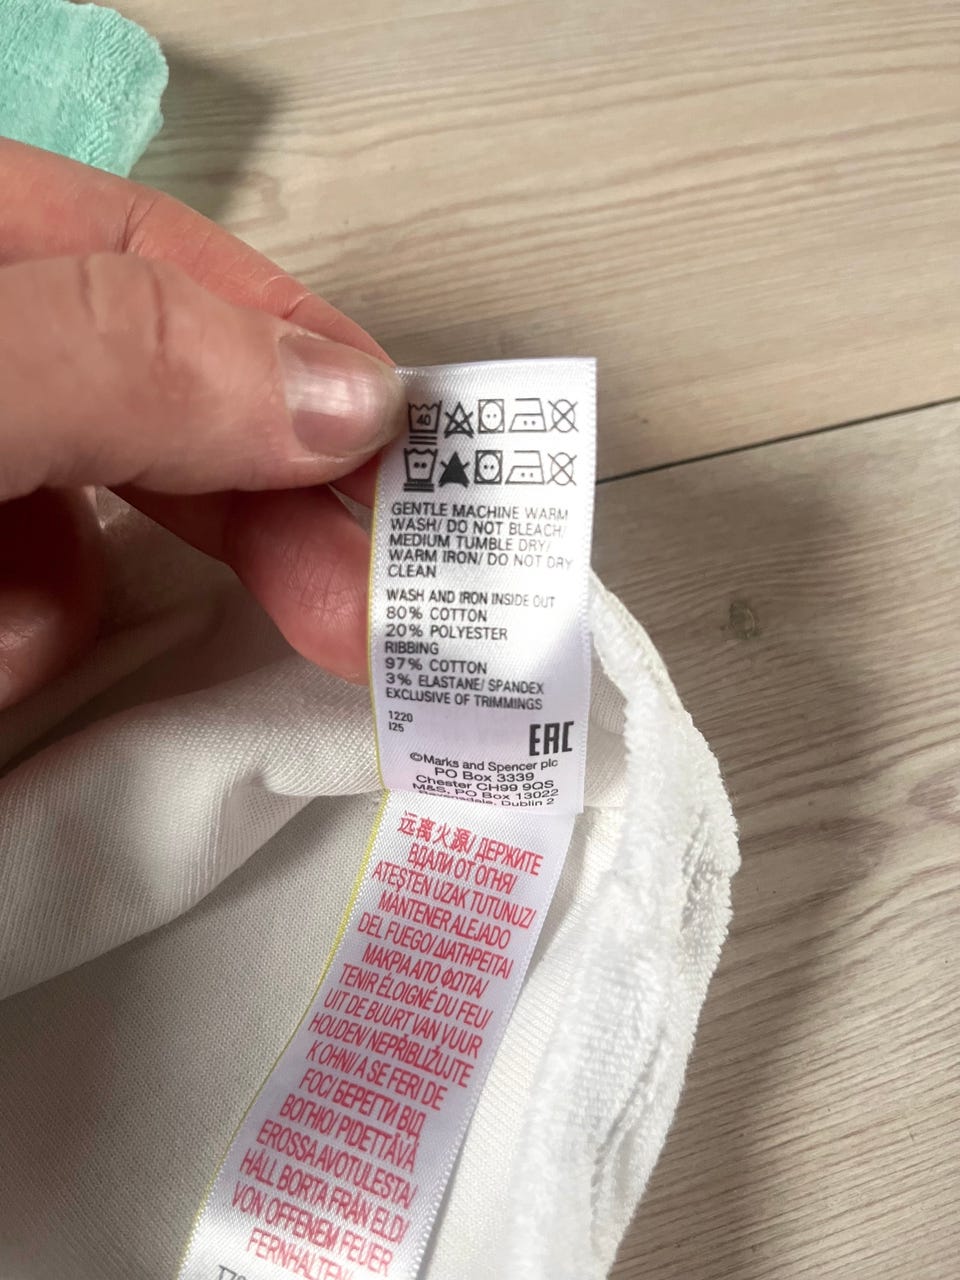 40
GENTLE MACHINE WARM
WASH/ DO NOT BLEACH/
MEDIUM TUMBLE DRY/
WARM IRON/ DO NOT DRY
CLEAN
WASH AND IRON INSIDE OUT
80% COTTON
20% POLYESTER
RIBBING
97% COTTON
3% ELASTANE/ SPANDEX
EXCLUSIVE OF TRIMMINGS
1220
I25
EAC
©Marks and Spencer plc
PO Box 3339
Chester CH99 9QS
M&S, PO Box 13022
Ravensdale, Dublin 2
远离火源/ ДЕРЖИТЕ
ВДАЛИ ОТ ОГНЯ/
ATEŞTEN UZAK TUTUNUZ/
MANTENER ALEJADO
DEL FUEGO/ ΔΙΑΤΗΡΕΙΤΑΙ
ΜΑΚΡΙΑ ΑΠΟ ΦΩΤΙΑ/
TENIR ÉLOIGNÉ DU FEU/
UIT DE BUURT VAN VUUR
HOUDEN/ NEPŘIBLIŽUJTE
K OHNI/ A SE FERI DE
FOC/ БЕРЕГТИ ВІД
ВОГНЮ/ PIDETTÄVÄ
EROSSA AVOTULESTA/
HÅLL BORTA FRÅN ELD/
VON OFFENEM FEUER
FERNHALTEN/